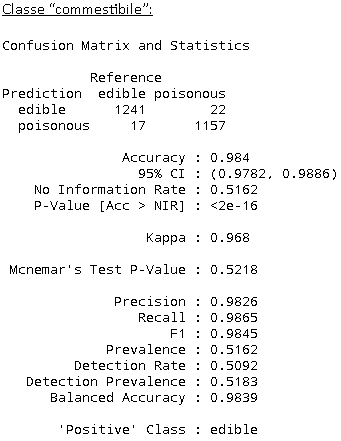 Classe “commestibile”:
Confusion Matrix and Statistics
Reference
Prediction edible poisonous
edible 1241 22
poisonous 17 1157
Accuracy : 0.984
95% CI : (0.9782, 0.9886)
No Information Rate : 0.5162
P-Value [Acc > NIR] : <2e-16
Kappa : 0.968
Mcnemar's Test P-Value : 0.5218
Precision : 0.9826
Recall : 0.9865
F1 : 0.9845
Prevalence : 0.5162
Detection Rate : 0.5092
Detection Prevalence : 0.5183
Balanced Accuracy : 0.9839
'Positive' Class : edible